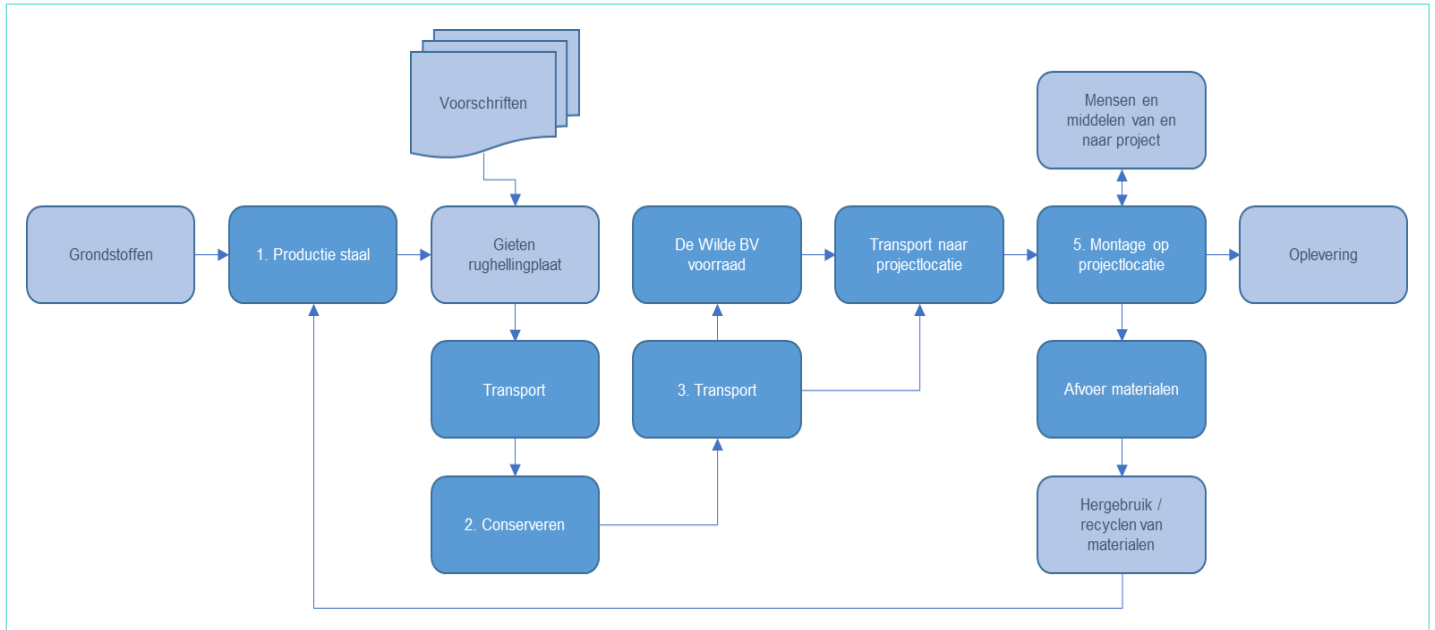 Voorschriften
Mensen en
middelen van en
naar project
Grondstoffen
1. Productie staal
Gieten
rughellingplaat
De Wilde BV
voorraad
Transport naar
projectlocatie
5. Montage op
projectlocatie
Oplevering
Transport
3. Transport
Afvoer materialen
2. Conserveren
Hergebruik /
recyclen van
materialen